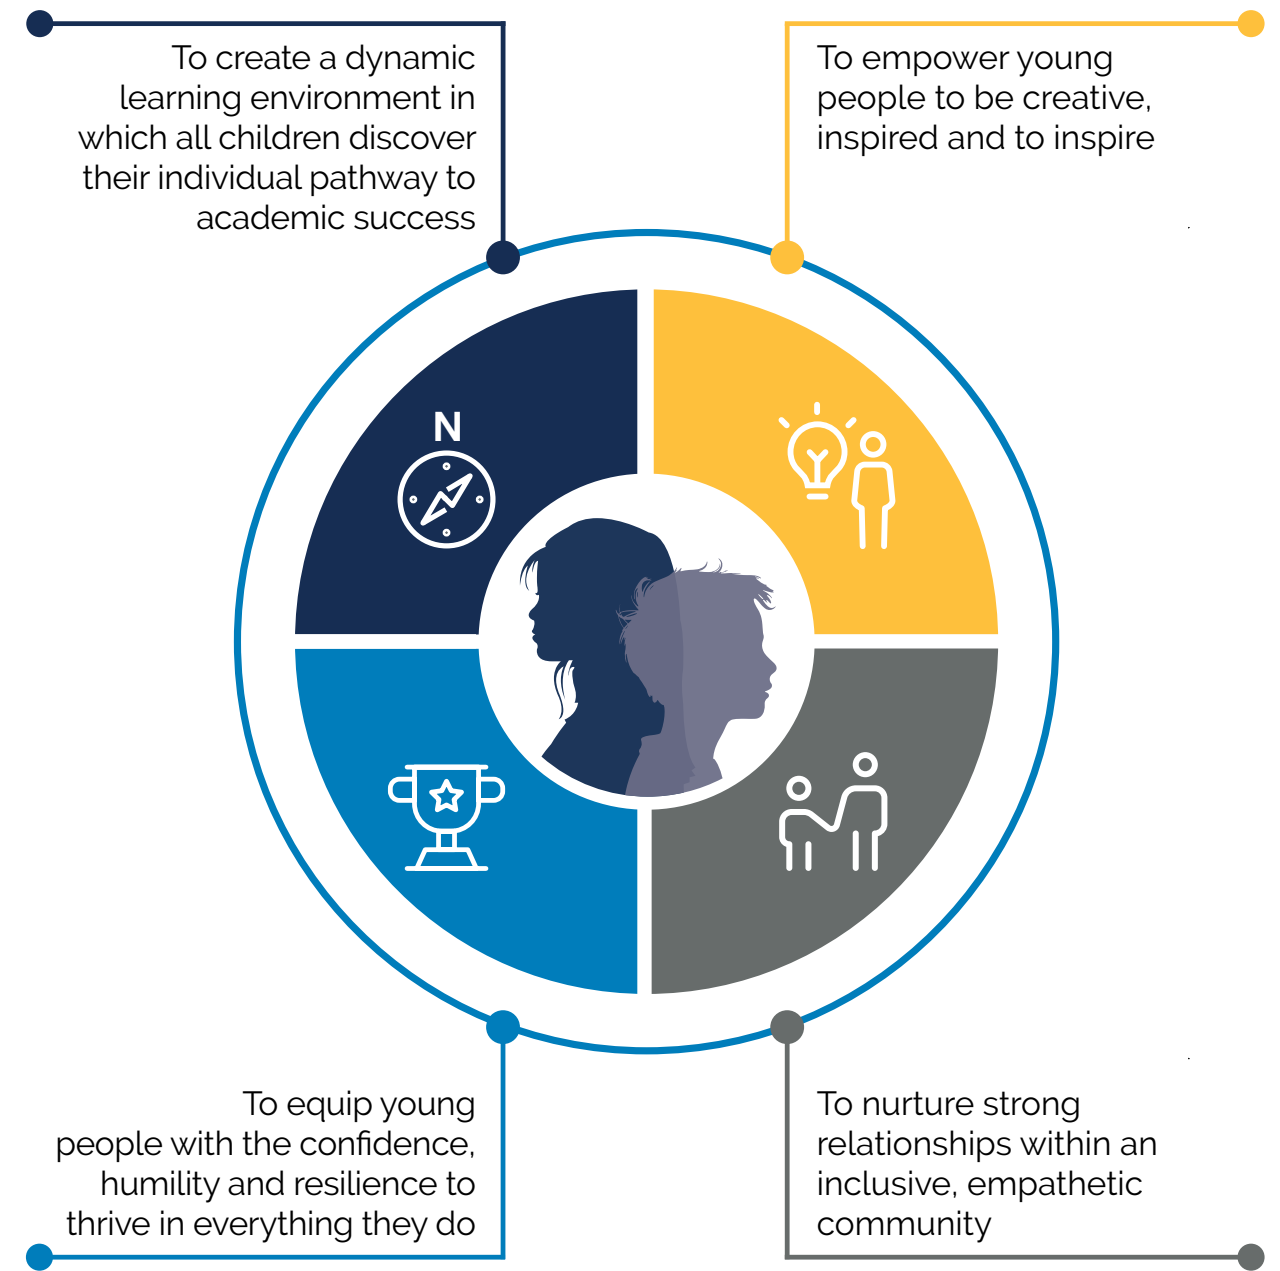 To create a dynamic
learning environment in
which all children discover
their individual pathway to
academic success
To empower young
people to be creative,
inspired and to inspire
N
To equip young
people with the confidence,
humility and resilience to
thrive in everything they do
To nurture strong
relationships within an
inclusive, empathetic
community